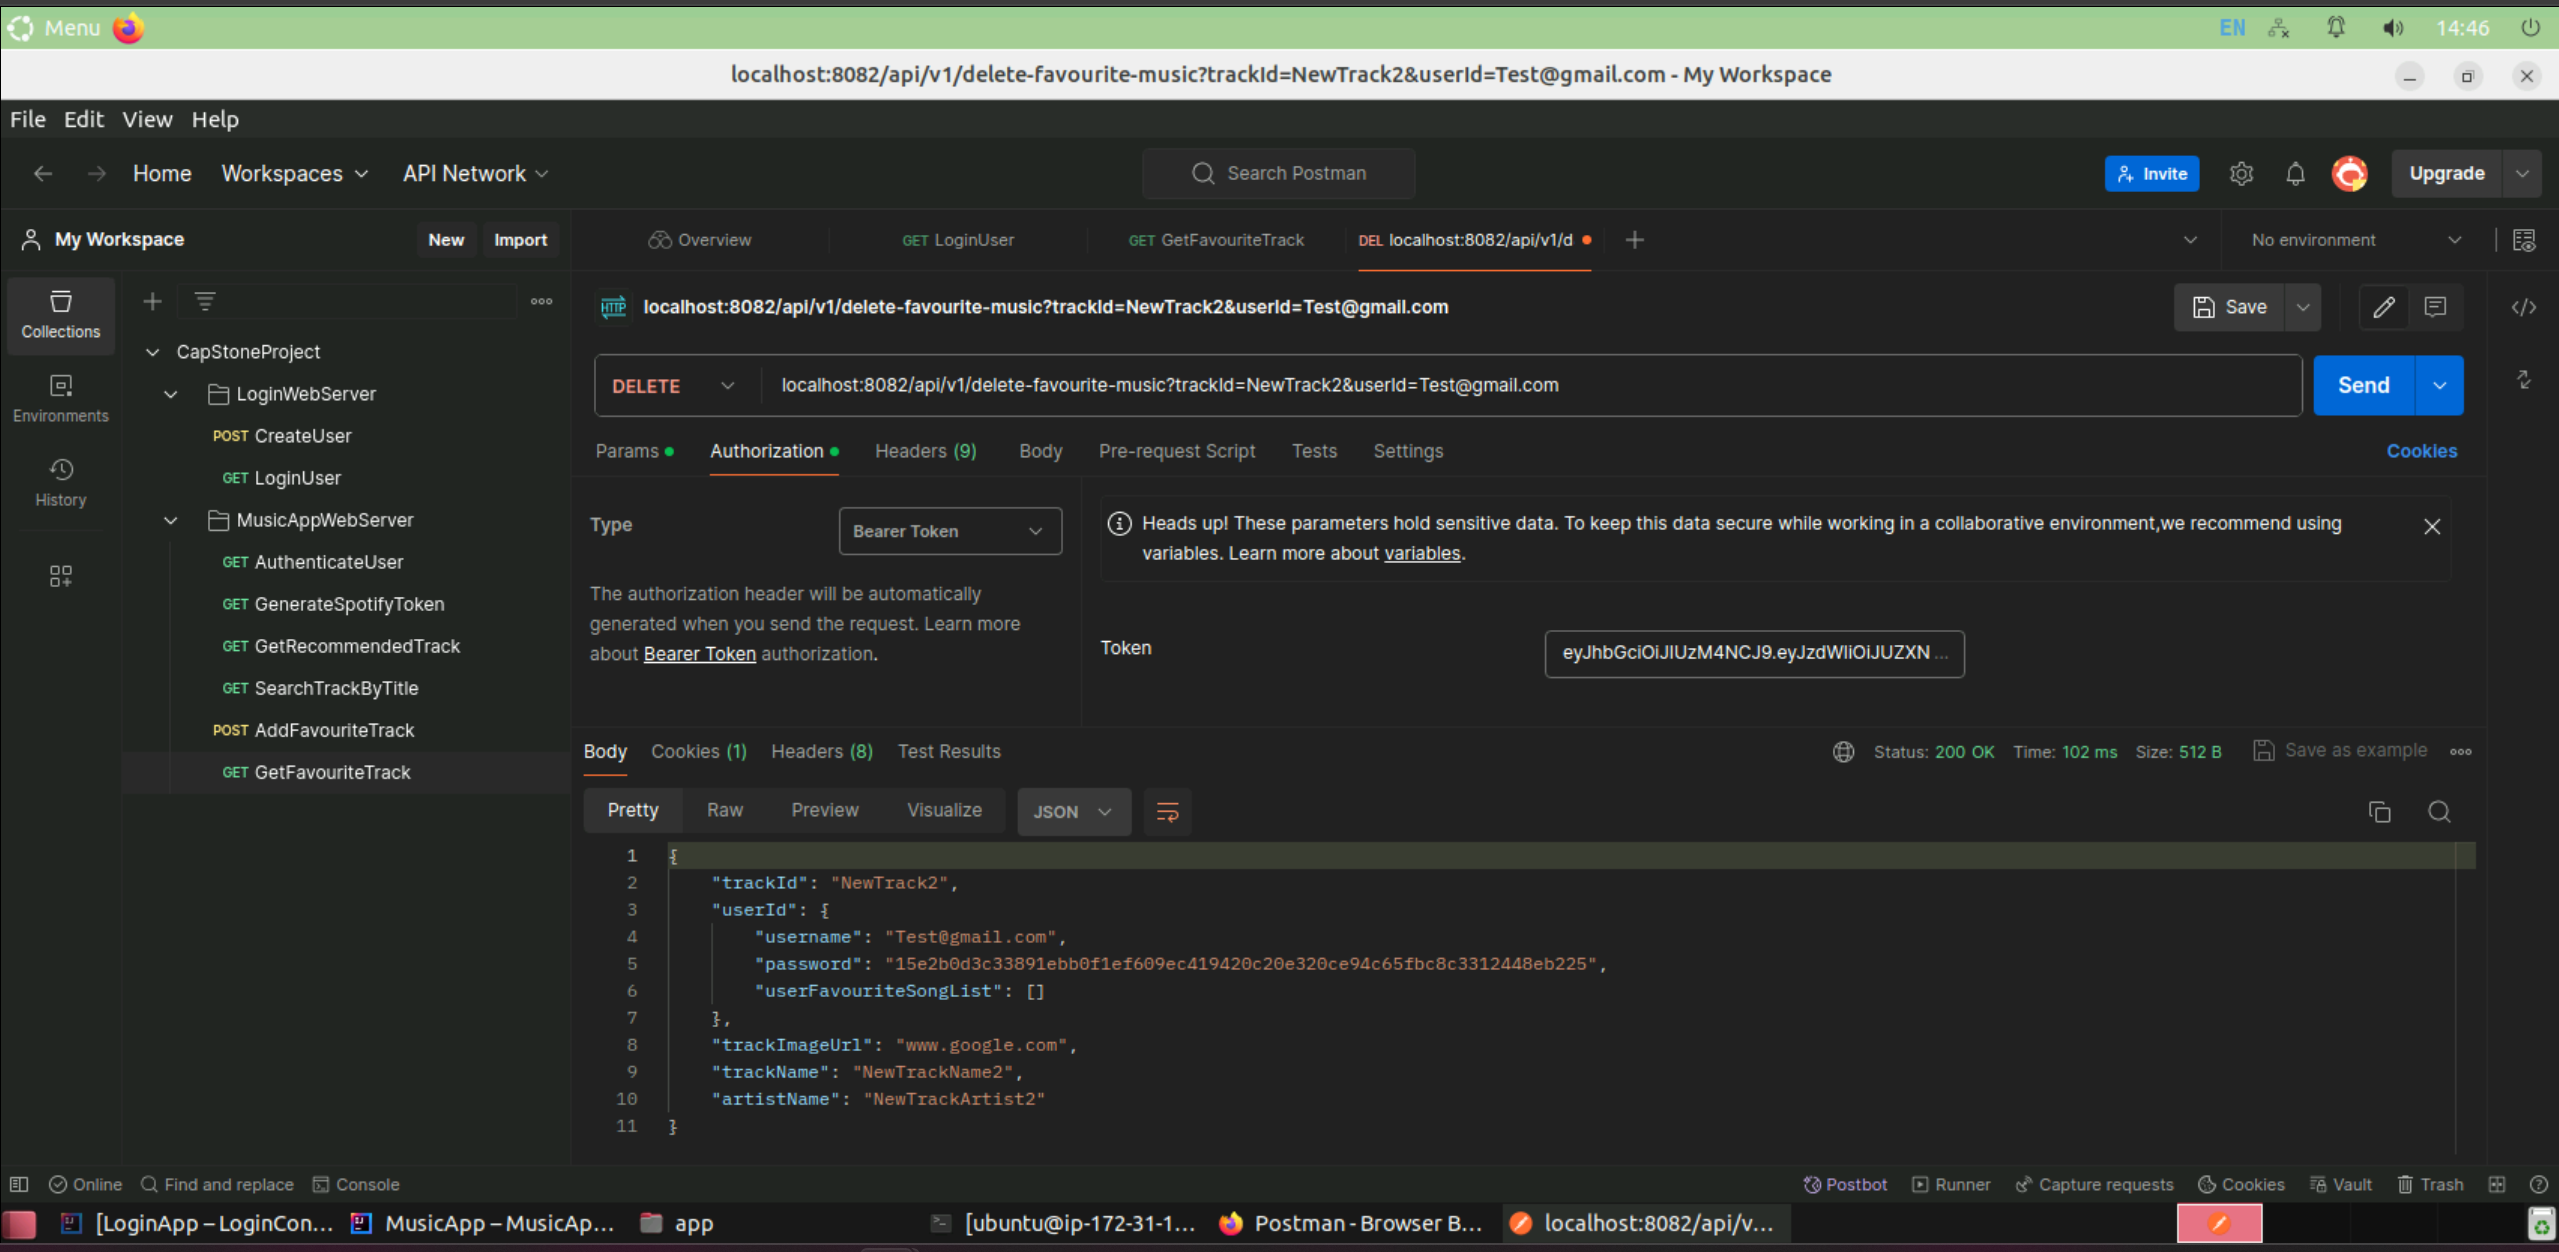 Menu EN 14:46
localhost:8082/api/v1/delete-favourite-music?trackId=NewTrack2&userId=Test@gmail.com - My Workspace
File Edit View Help
Home Workspaces API Network Search Postman Invite Upgrade
My Workspace New Import Overview GET LoginUser GET GetFavouriteTrack DEL localhost:8082/api/v1/d No environment
Collections
HTTP localhost:8082/api/v1/delete-favourite-music?trackId=NewTrack2&userId=Test@gmail.com Save
CapStoneProject
DELETE localhost:8082/api/v1/delete-favourite-music?trackId=NewTrack2&userId=Test@gmail.com Send
LoginWebServer
Environments
POST CreateUser
Params Authorization Headers (9) Body Pre-request Script Tests Settings Cookies
GET LoginUser
History
MusicAppWebServer
Type Bearer Token
Heads up! These parameters hold sensitive data. To keep this data secure while working in a collaborative environment,we recommend using
variables. Learn more about variables.
GET AuthenticateUser
GET GenerateSpotifyToken
The authorization header will be automatically
generated when you send the request. Learn more
about Bearer Token authorization.
Token eyJhbGciOiJIUzM4NCJ9.eyJzdWIiOiJUZXN ...
GET GetRecommendedTrack
GET SearchTrackByTitle
POST AddFavouriteTrack
GET GetFavouriteTrack
Body Cookies (1) Headers (8) Test Results Status: 200 OK Time: 102 ms Size: 512 B Save as example
Pretty Raw Preview Visualize JSON
1 {
2 "trackId": "NewTrack2",
3 "userId": {
4 "username": "Test@gmail.com",
5 "password": "15e2b0d3c33891ebb0f1ef609ec419420c20e320ce94c65fbc8c3312448eb225",
6 "userFavouriteSongList": []
7 },
8 "trackImageUrl": "www.google.com",
9 "trackName": "NewTrackName2",
10 "artistName": "NewTrackArtist2"
11 }
Online Find and replace Console Postbot Runner Capture requests Cookies Vault Trash
[LoginApp – LoginCon... MusicApp – MusicAp... app [ubuntu@ip-172-31-1... Postman - Browser B... localhost:8082/api/v...